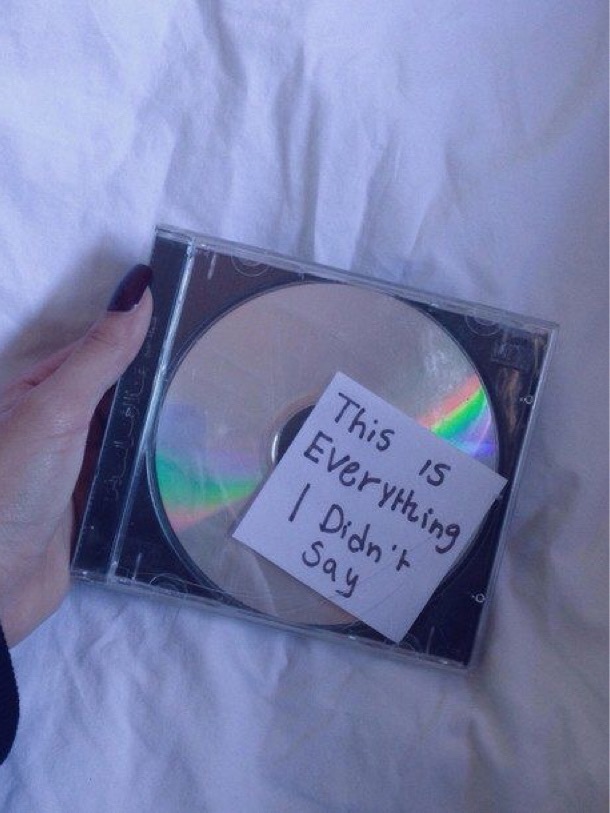 This is
Everything
I Didn't
Say